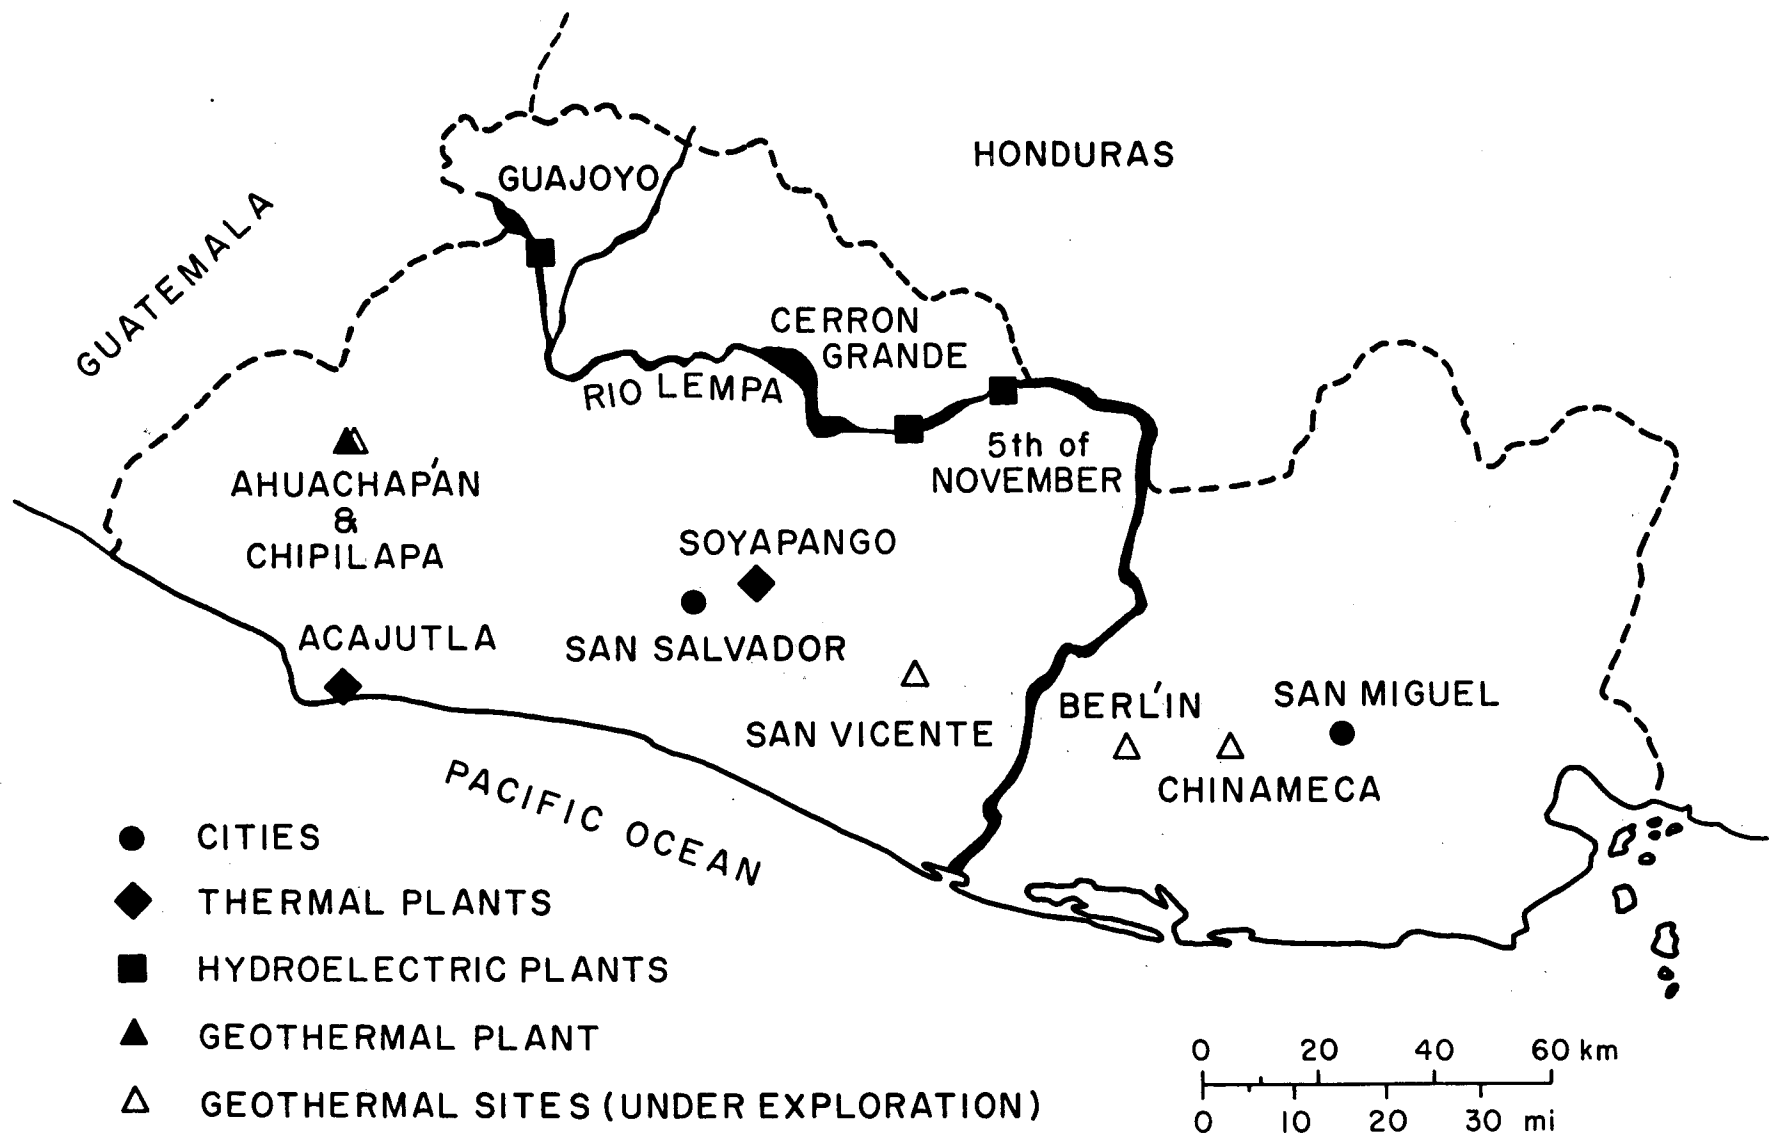 HONDURAS
GUAJOYO
GUATEMALA
CERRON
GRANDE
RIO LEMPA
5th of
NOVEMBER
AHUACHAPÁN
&
CHIPILAPA
SOYAPANGO
ACAJUTLA
SAN SALVADOR
BERLÍN
SAN MIGUEL
SAN VICENTE
CHINAMECA
PACIFIC OCEAN
CITIES
THERMAL PLANTS
HYDROELECTRIC PLANTS
GEOTHERMAL PLANT
GEOTHERMAL SITES (UNDER EXPLORATION)
0 20 40 60 km
0 10 20 30 mi